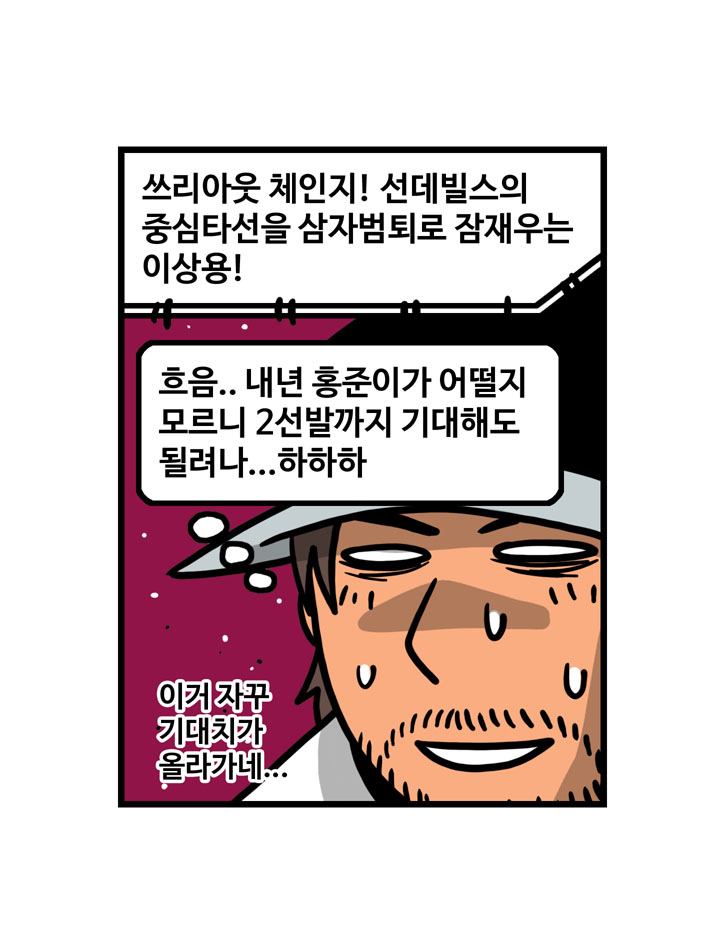 쓰리아웃 체인지! 선데빌스의
중심타선을 삼자범퇴로 잠재우는
이상용!
흐음.. 내년 홍준이가 어떨지
모르니 2선발까지 기대해도
될려나...하하하
이거 자꾸
기대치가
올라가네...